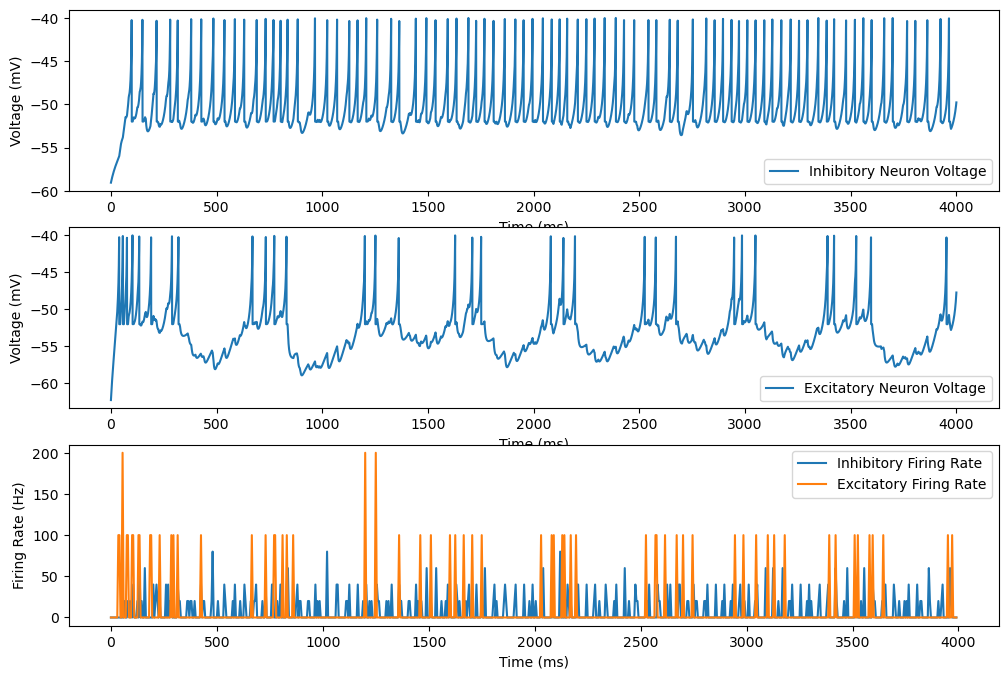 Voltage (mV)
−40
−45
−50
−55
−60
Inhibitory Neuron Voltage
0 500 1000 1500 2000 2500 3000 3500 4000
Time (ms)
Voltage (mV)
−40
−45
−50
−55
−60
Excitatory Neuron Voltage
0 500 1000 1500 2000 2500 3000 3500 4000
Time (ms)
Firing Rate (Hz)
200
150
100
50
0
Inhibitory Firing Rate
Excitatory Firing Rate
0 500 1000 1500 2000 2500 3000 3500 4000
Time (ms)